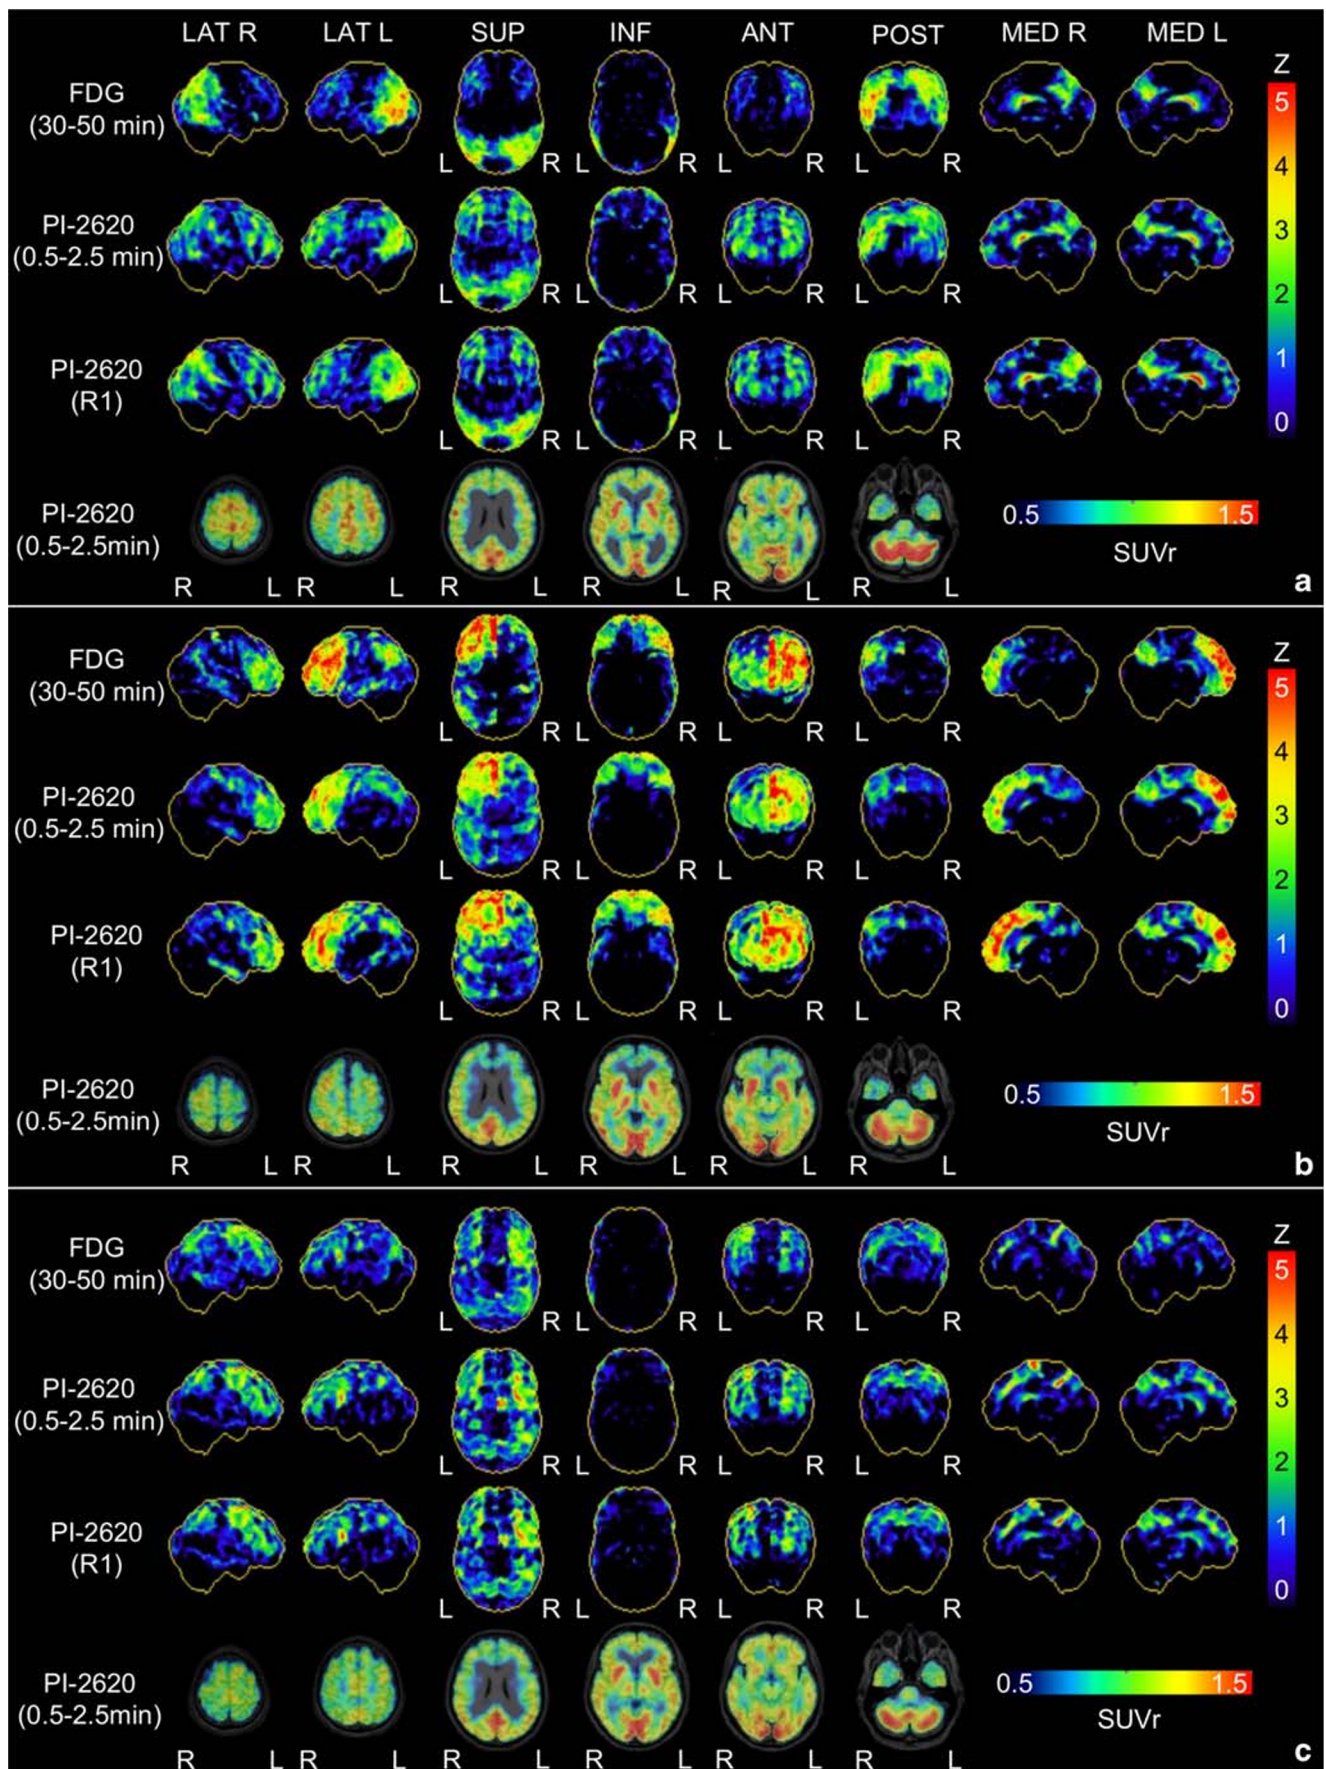 LAT R LAT L SUP INF ANT POST MED R MED L
Z
FDG
(30-50 min)
5
4
3
2
1
0
L R L R L R L R
PI-2620
(0.5-2.5 min)
L R L R L R L R
PI-2620
(R1)
L R L R L R L R
PI-2620
(0.5-2.5min)
0.5 1.5
SUVr
R L R L R L R L R L R L
a
FDG
(30-50 min)
Z
5
4
3
2
1
0
L R L R L R L R
PI-2620
(0.5-2.5 min)
L R L R L R L R
PI-2620
(R1)
L R L R L R L R
PI-2620
(0.5-2.5min)
0.5 1.5
SUVr
R L R L R L R L R L R L
b
FDG
(30-50 min)
Z
5
4
3
2
1
0
L R L R L R L R
PI-2620
(0.5-2.5 min)
L R L R L R L R
PI-2620
(R1)
L R L R L R L R
PI-2620
(0.5-2.5min)
0.5 1.5
SUVr
R L R L R L R L R L R L
c